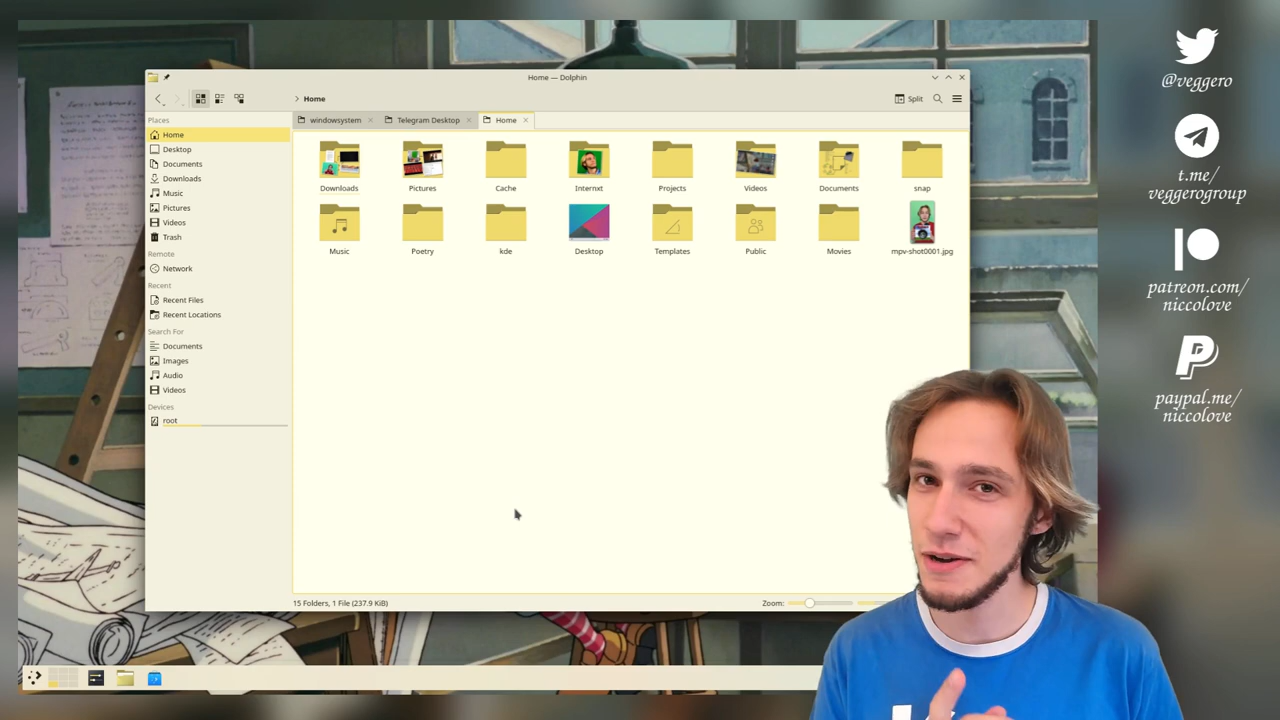 Home — Dolphin
Home
Split
windowsystem
Telegram Desktop
Home
Places
Home
Desktop
Documents
Downloads
Music
Pictures
Videos
Trash
Remote
Network
Recent
Recent Files
Recent Locations
Search For
Documents
Images
Audio
Videos
Devices
root
Downloads
Pictures
Cache
Internxt
Projects
Videos
Documents
snap
Music
Poetry
kde
Desktop
Templates
Public
Movies
mpv-shot0001.jpg
15 Folders, 1 File (237.9 KiB)
Zoom:
@veggero
t.me/
veggerogroup
patreon.com/
niccolove
paypal.me/
niccolove